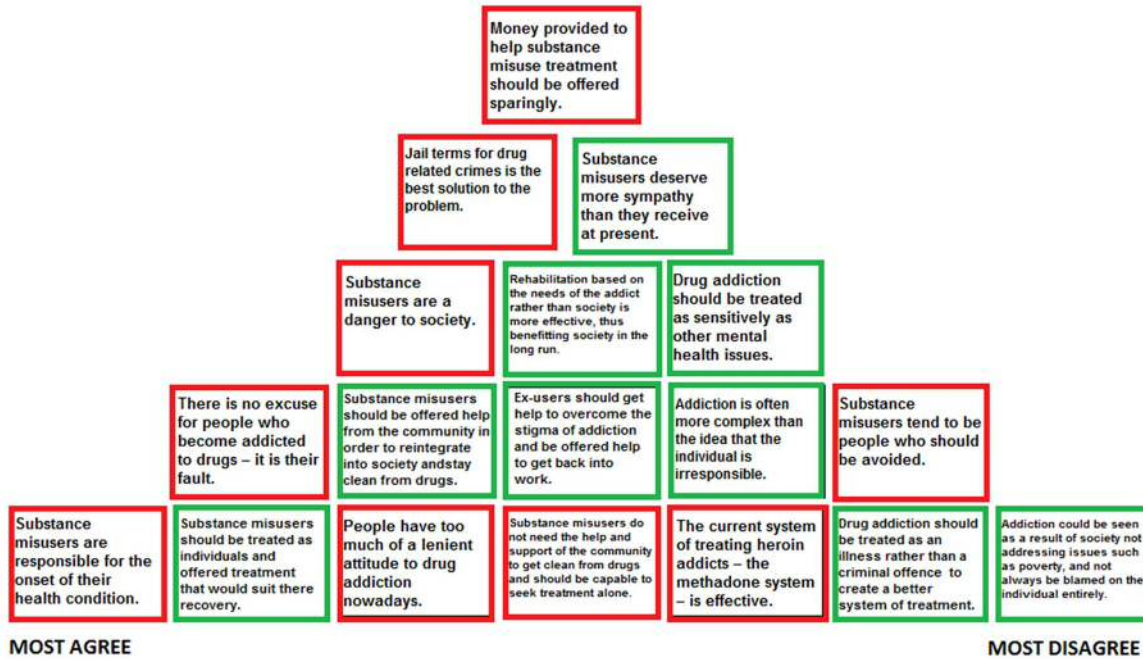 Money provided to
help substance
misuse treatment
should be offered
sparingly.
Jail terms for drug
related crimes is the
best solution to the
problem.
Substance
misusers deserve
more sympathy
than they receive
at present.
Substance
misusers are a
danger to society.
Rehabilitation based on
the needs of the addict
rather than society is
more effective, thus
benefitting society in the
long run.
Drug addiction
should be treated
as sensitively as
other mental
health issues.
There is no excuse
for people who
become addicted
to drugs – it is their
fault.
Substance misusers
should be offered help
from the community in
order to reintegrate
into society andstay
clean from drugs.
Ex-users should get
help to overcome the
stigma of addiction
and be offered help
to get back into
work.
Addiction is often
more complex than
the idea that the
individual is
irresponsible.
Substance
misusers tend to be
people who should
be avoided.
Substance
misusers are
responsible for the
onset of their
health condition.
Substance misusers
should be treated as
individuals and
offered treatment
that would suit there
recovery.
People have too
much of a lenient
attitude to drug
addiction
nowadays.
Substance misusers do
not need the help and
support of the community
to get clean from drugs
and should be capable to
seek treatment alone.
The current system
of treating heroin
addicts – the
methadone system
– is effective.
Drug addiction should
be treated as an
illness rather than a
criminal offence to
create a better
system of treatment.
Addiction could be seen
as a result of society not
addressing issues such
as poverty, and not
always be blamed on the
individual entirely.
MOST AGREE
MOST DISAGREE